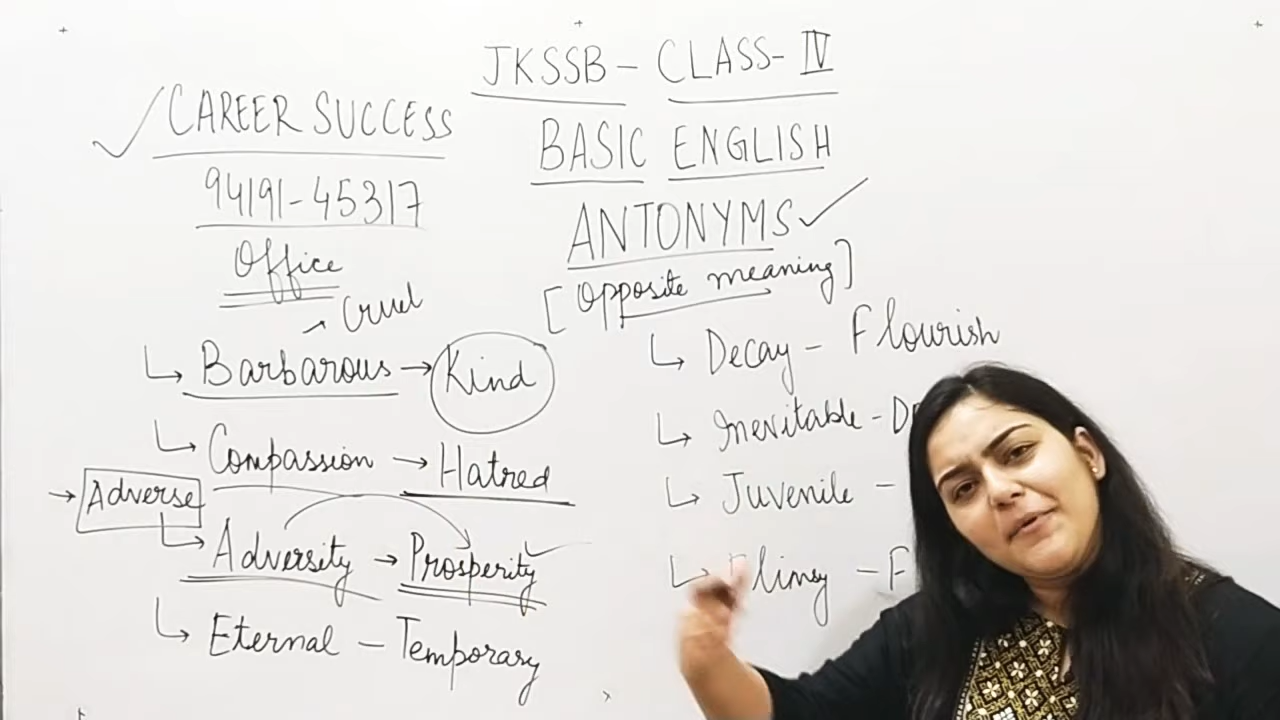 JKSSB - CLASS - IV
BASIC ENGLISH
ANTONYMS
[Opposite meaning]
CAREER SUCCESS
94191-45317
Office
Cruel
Barbarous → Kind
Compassion → Hatred
Adverse
Adversity → Prosperity
Eternal - Temporary
Decay - Flourish
Inevitable -
Juvenile -
Flimsy - F